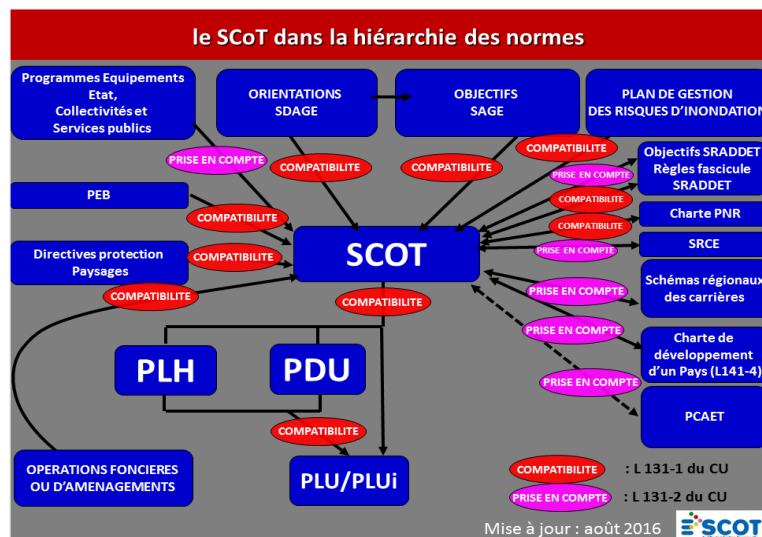 le SCoT dans la hiérarchie des normes
Programmes Equipements
Etat,
Collectivités et
Services publics
ORIENTATIONS
SDAGE
OBJECTIFS
SAGE
PLAN DE GESTION
DES RISQUES D'INONDATION
PRISE EN COMPTE
COMPATIBILITE
COMPATIBILITE
COMPATIBILITE
Objectifs SRADDET
Règles fascicule
SRADDET
PRISE EN COMPTE
COMPATIBILITE
PEB
COMPATIBILITE
Charte PNR
COMPATIBILITE
Directives protection
Paysages
COMPATIBILITE
SCOT
SRCE
PRISE EN COMPTE
COMPATIBILITE
COMPATIBILITE
Schémas régionaux
des carrières
PRISE EN COMPTE
PLH
PDU
PRISE EN COMPTE
Charte de
développement
d'un Pays (L141-4)
PRISE EN COMPTE
PCAET
COMPATIBILITE
OPERATIONS FONCIERES
OU D'AMENAGEMENTS
PLU/PLUi
COMPATIBILITE : L 131-1 du CU
PRISE EN COMPTE : L 131-2 du CU
Mise à jour : août 2016
SCOT